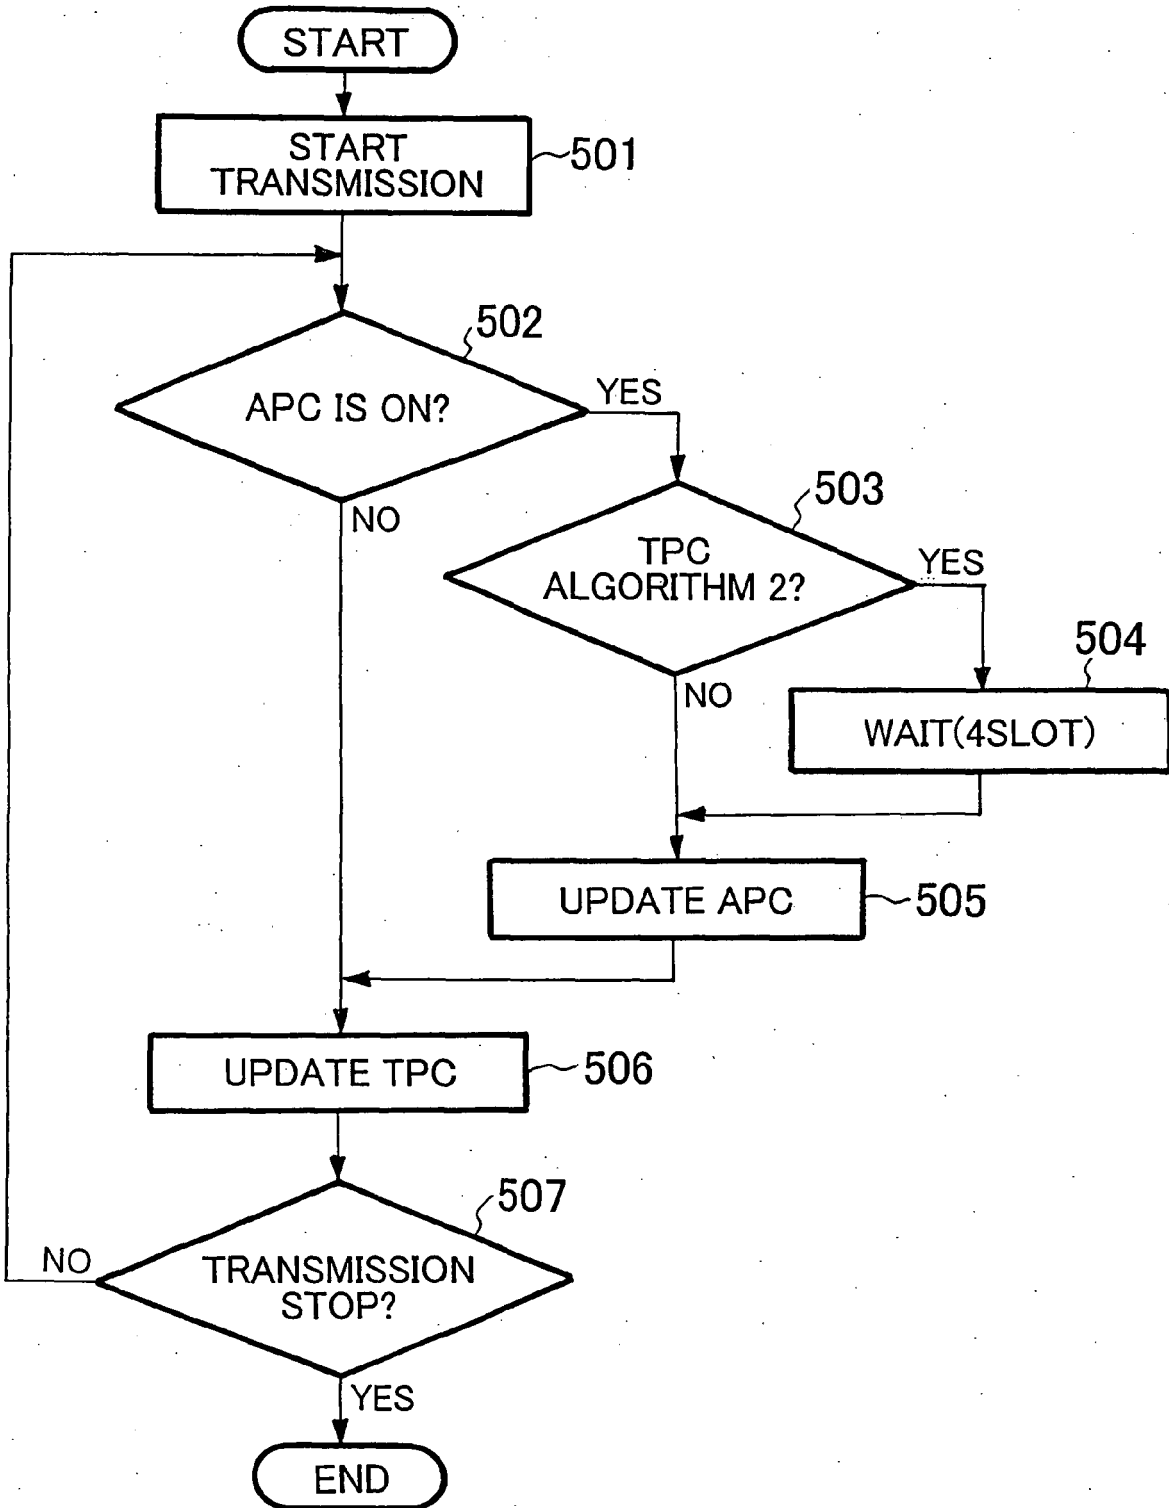 START
START
TRANSMISSION
501
502
APC IS ON?
YES
NO
503
TPC
ALGORITHM 2?
YES
NO
504
WAIT(4SLOT)
UPDATE APC
505
UPDATE TPC
506
507
TRANSMISSION
STOP?
NO
YES
END